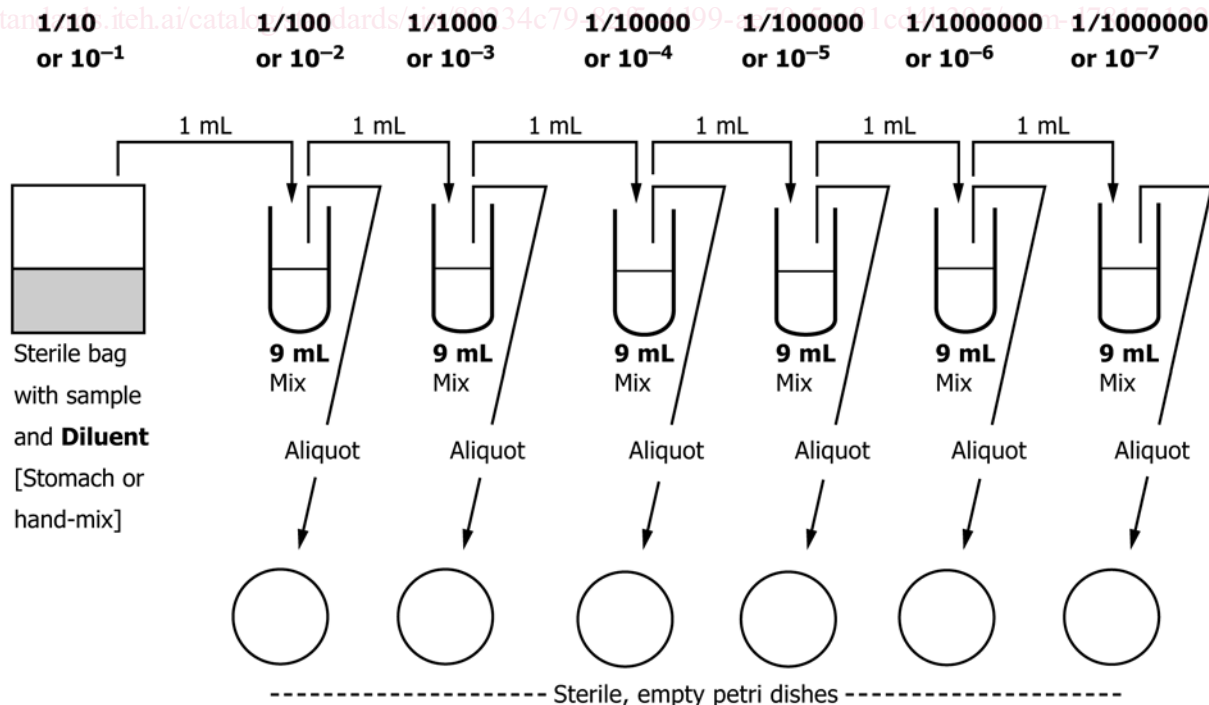 1/10 1/100 1/1000 1/10000 1/100000 1/1000000 1/1000000
or 10⁻¹ or 10⁻² or 10⁻³ or 10⁻⁴ or 10⁻⁵ or 10⁻⁶ or 10⁻⁷
1 mL 1 mL 1 mL 1 mL 1 mL 1 mL
Sterile bag
with sample
and Diluent
[Stomach or
hand-mix]
9 mL 9 mL 9 mL 9 mL 9 mL 9 mL
Mix Mix Mix Mix Mix Mix
Aliquot Aliquot Aliquot Aliquot Aliquot Aliquot
Sterile, empty petri dishes